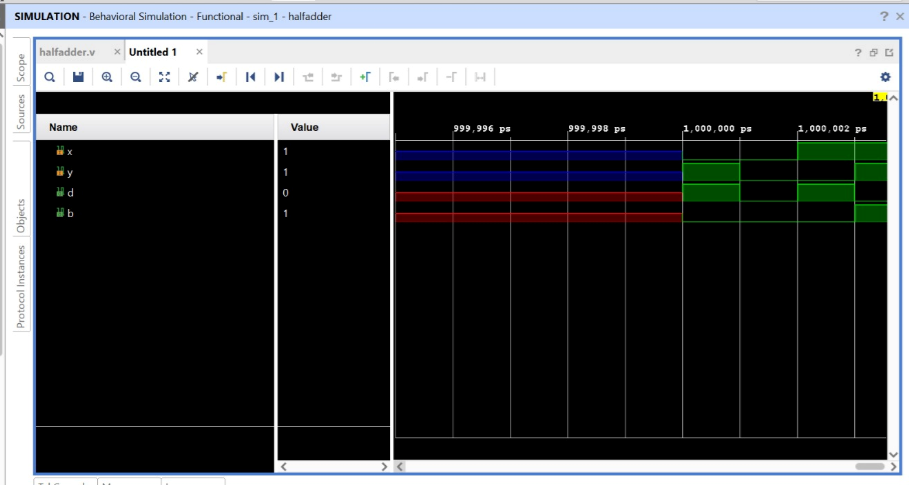 SIMULATION - Behavioral Simulation - Functional - sim_1 - halfadder ? ×
halfadder.v × Untitled 1 × ?
Scope
Sources
Objects
Protocol Instances
Name Value
999,996 ps 999,998 ps 1,000,000 ps 1,000,002 ps
x 1
y 1
d 0
b 1